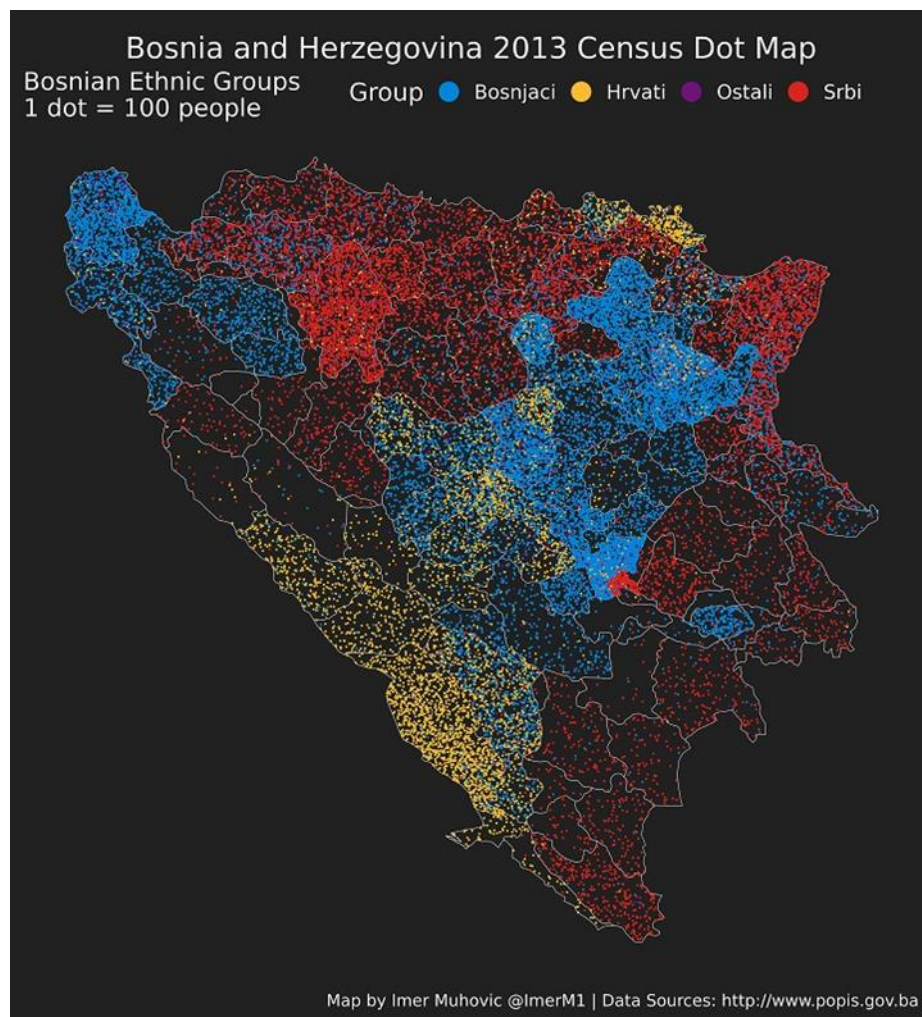 Bosnia and Herzegovina 2013 Census Dot Map
Bosnian Ethnic Groups
1 dot = 100 people
Group Bosnjaci Hrvati Ostali Srbi
Map by Imer Muhovic @ImerM1 | Data Sources: http://www.popis.gov.ba